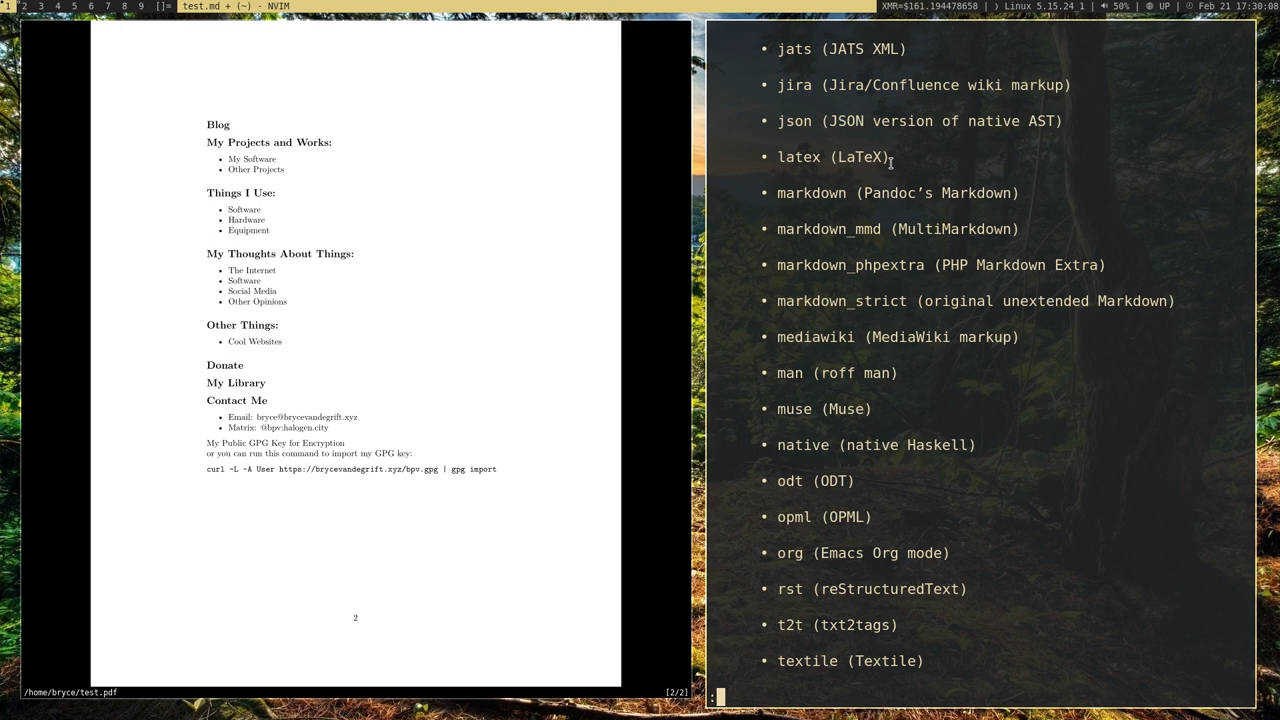 1 2 3 4 5 6 7 8 9 []= test.md + (~) - NVIM XMR=$161.194478658 | Linux 5.15.24_1 | 50% | UP | Feb 21 17:30:08
Blog
My Projects and Works:
• My Software
• Other Projects
Things I Use:
• Software
• Hardware
• Equipment
My Thoughts About Things:
• The Internet
• Software
• Social Media
• Other Opinions
Other Things:
• Cool Websites
Donate
My Library
Contact Me
• Email: bryce@brycevandegrift.xyz
• Matrix: @bpv:halogen.city
My Public GPG Key for Encryption
or you can run this command to import my GPG key:
curl -L -A User https://brycevandegrift.xyz/bpv.gpg | gpg import
2
/home/bryce/test.pdf [2/2]
• jats (JATS XML)
• jira (Jira/Confluence wiki markup)
• json (JSON version of native AST)
• latex (LaTeX)
• markdown (Pandoc’s Markdown)
• markdown_mmd (MultiMarkdown)
• markdown_phpextra (PHP Markdown Extra)
• markdown_strict (original unextended Markdown)
• mediawiki (MediaWiki markup)
• man (roff man)
• muse (Muse)
• native (native Haskell)
• odt (ODT)
• opml (OPML)
• org (Emacs Org mode)
• rst (reStructuredText)
• t2t (txt2tags)
• textile (Textile)
: